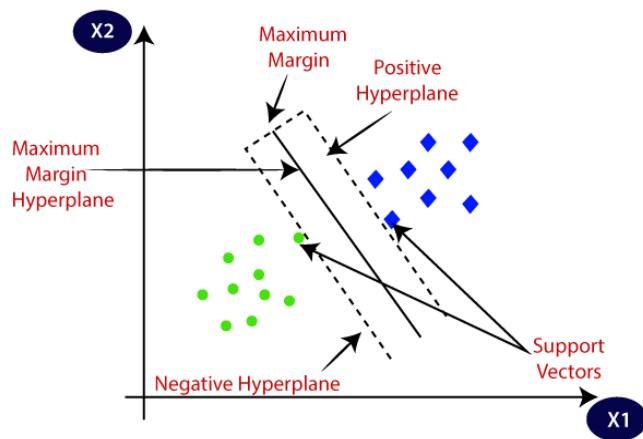 X2
Maximum
Margin
Positive
Hyperplane
Maximum
Margin
Hyperplane
Support
Vectors
Negative Hyperplane
X1